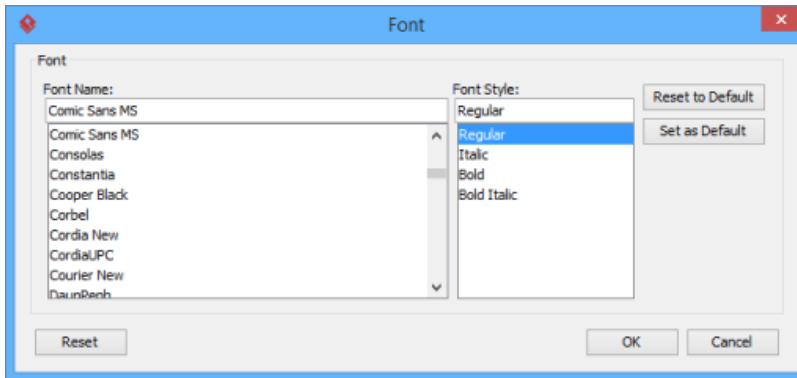 Font
Font
Font Name:
Comic Sans MS
Comic Sans MS
Consolas
Constantia
Cooper Black
Corbel
Cordia New
CordiaUPC
Courier New
DaunPenh
Font Style:
Regular
Regular
Italic
Bold
Bold Italic
Reset to Default
Set as Default
Reset
OK
Cancel